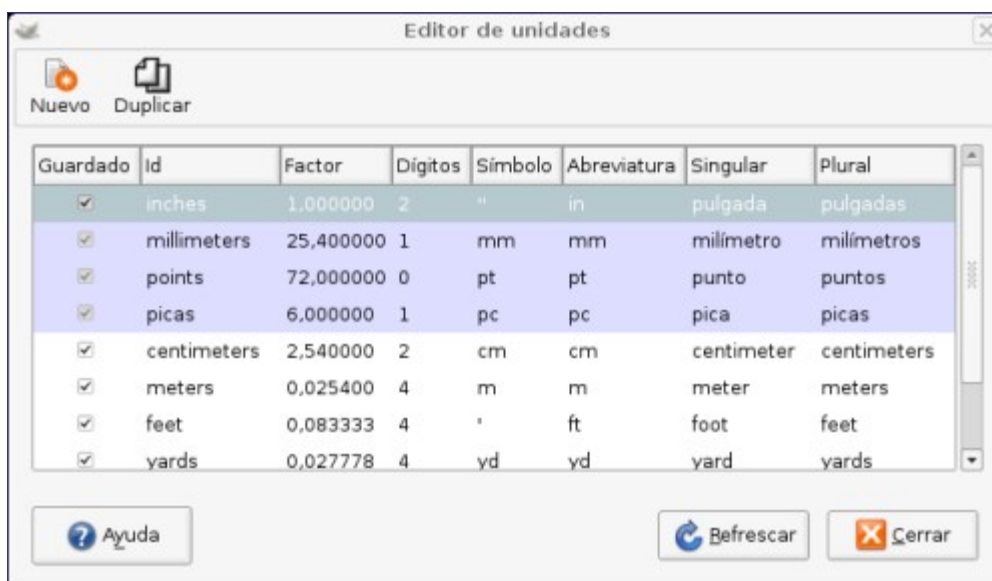 Editor de unidades
Nuevo Duplicar
Guardado Id Factor Dígitos Símbolo Abreviatura Singular Plural
inches 1,000000 2 " in pulgada pulgadas
millimeters 25,400000 1 mm mm milímetro milímetros
points 72,000000 0 pt pt punto puntos
picas 6,000000 1 pc pc pica picas
centimeters 2,540000 2 cm cm centimeter centimeters
meters 0,025400 4 m m meter meters
feet 0,083333 4 ' ft foot feet
yards 0,027778 4 yd yd yard yards
Ayuda Refrescar Cerrar